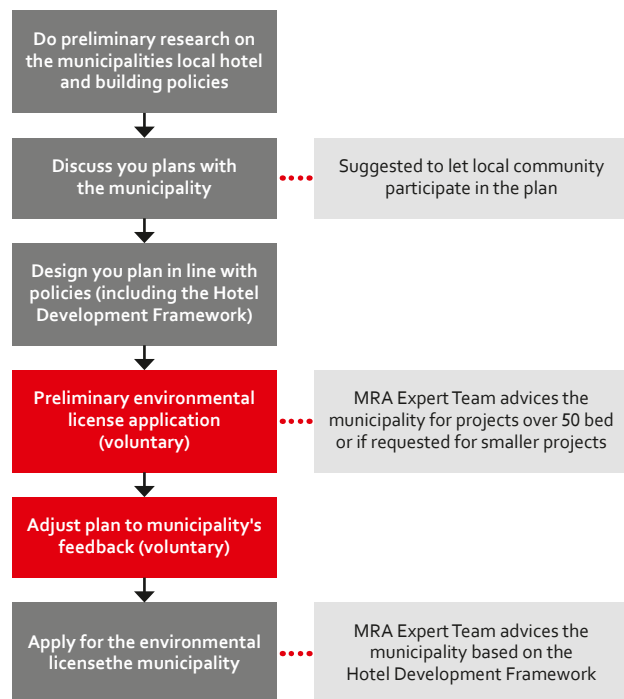 Do preliminary research on
the municipalities local hotel
and building policies
Discuss you plans with
the municipality
Suggested to let local community
participate in the plan
Design you plan in line with
policies (including the Hotel
Development Framework)
Preliminary environmental
license application
(voluntary)
MRA Expert Team advices the
municipality for projects over 50 bed
or if requested for smaller projects
Adjust plan to municipality's
feedback (voluntary)
Apply for the environmental
licensethe municipality
MRA Expert Team advices the
municipality based on the
Hotel Development Framework